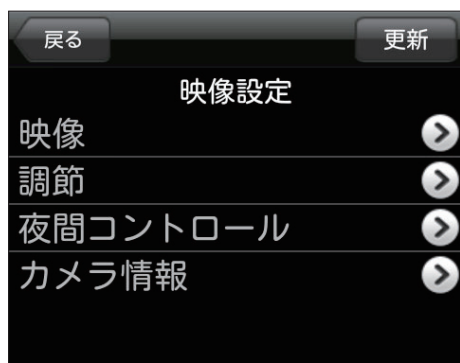 戻る
更新
映像設定
映像
調節
夜間コントロール
カメラ情報